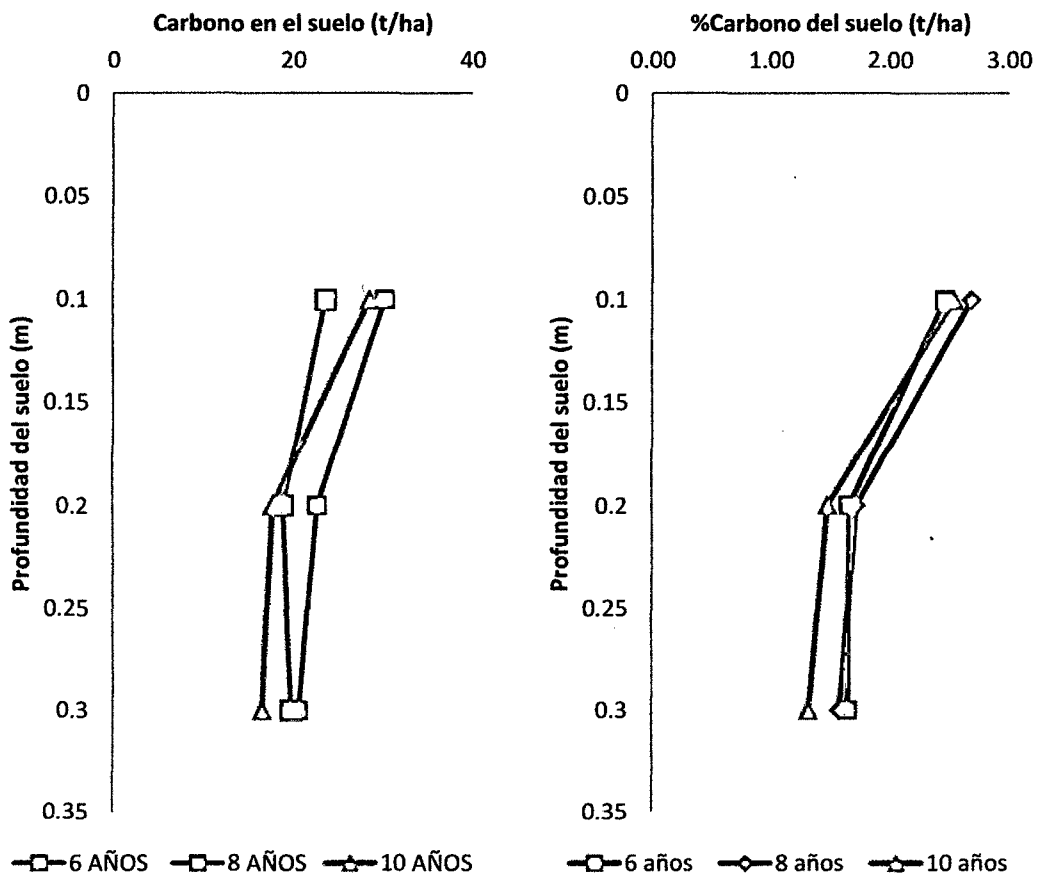 Carbono en el suelo (t/ha)
0 20 40
0
0.05
0.1
0.15
0.2
0.25
0.3
0.35
Profundidad del suelo (m)
6 AÑOS 8 AÑOS 10 AÑOS
%Carbono del suelo (t/ha)
0.00 1.00 2.00 3.00
0
0.05
0.1
0.15
0.2
0.25
0.3
0.35
Profundidad del suelo (m)
6 años 8 años 10 años